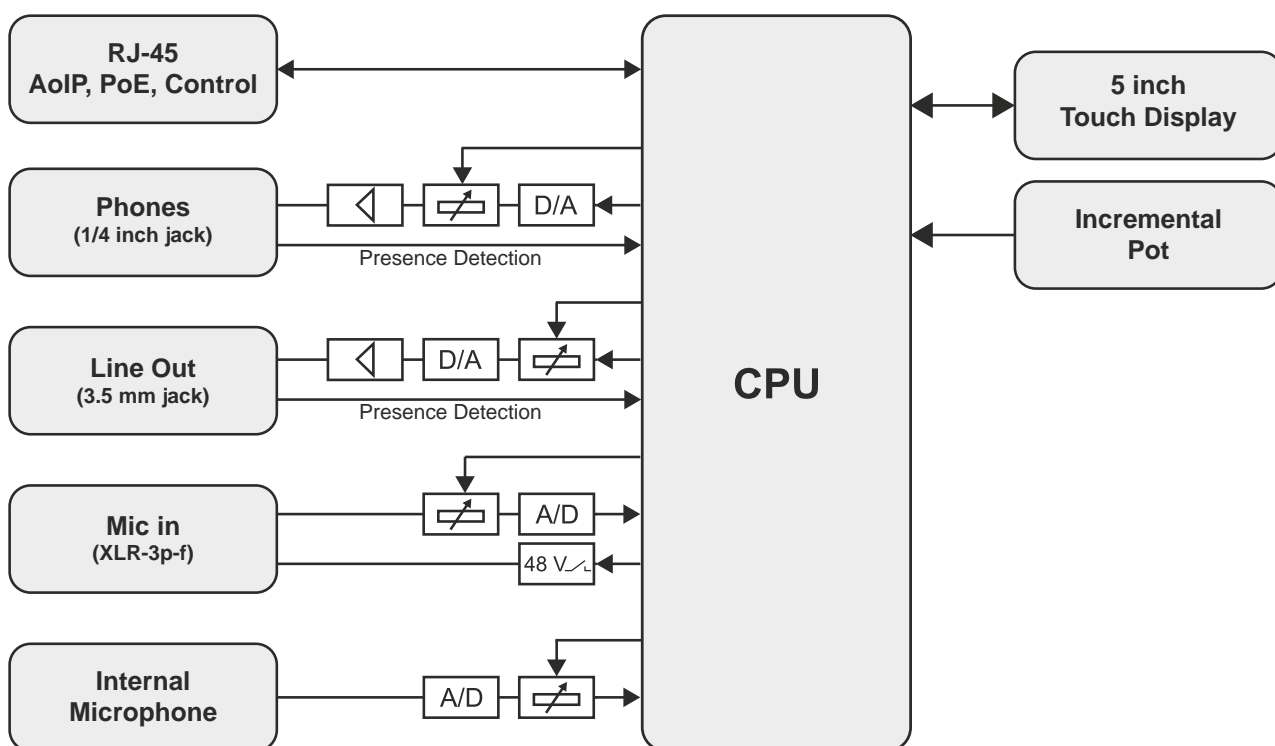 RJ-45
AoIP, PoE, Control
Phones
(1/4 inch jack)
D/A
Presence Detection
Line Out
(3.5 mm jack)
D/A
Presence Detection
Mic in
(XLR-3p-f)
A/D
48 V
Internal
Microphone
A/D
CPU
5 inch
Touch Display
Incremental
Pot